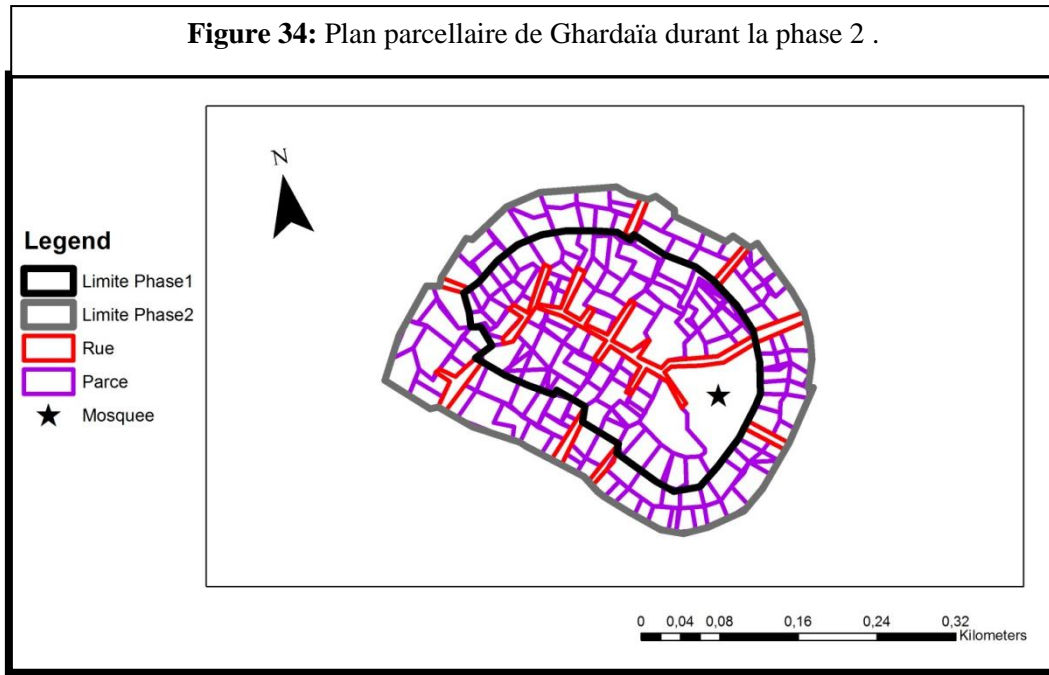 Figure 34: Plan parcellaire de Ghardaïa durant la phase 2 .
N
Legend
Limite Phase1
Limite Phase2
Rue
Parce
Mosquee
0 0,04 0,08 0,16 0,24 0,32
Kilometers